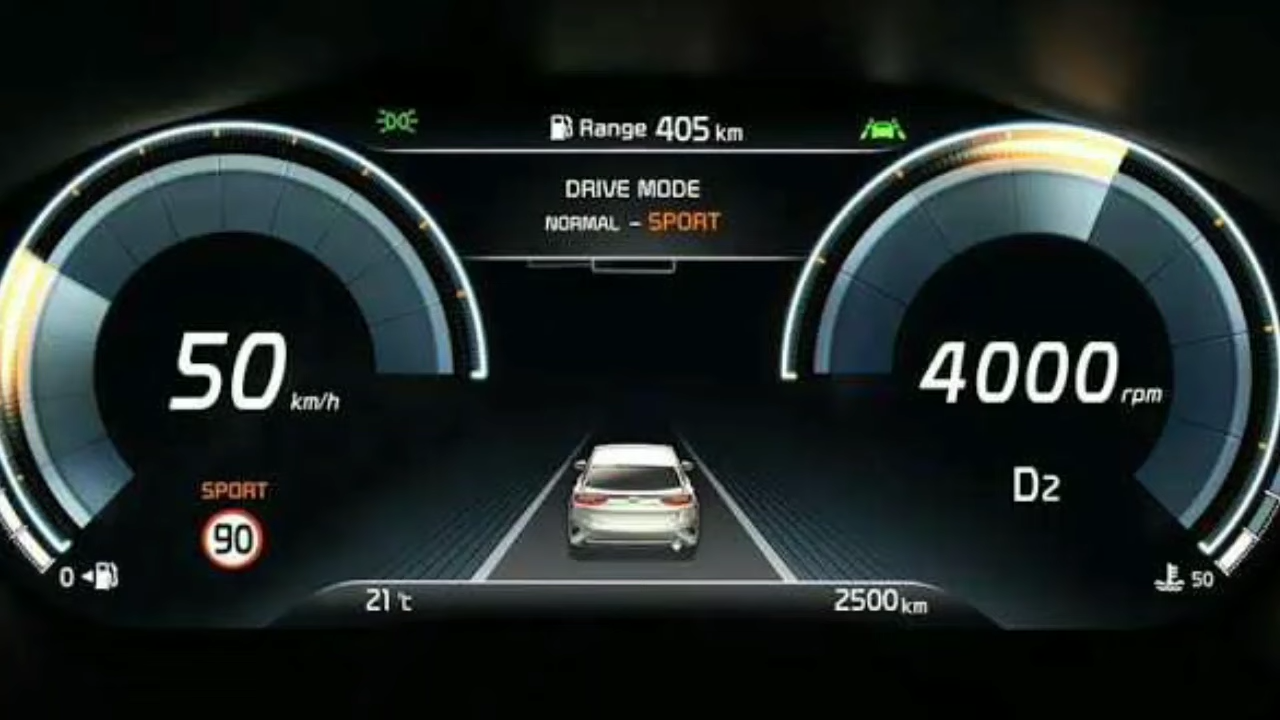 Range 405 km
DRIVE MODE
NORMAL – SPORT
50 km/h
4000 rpm
SPORT
90
D2
0
50
21 °C
2500 km